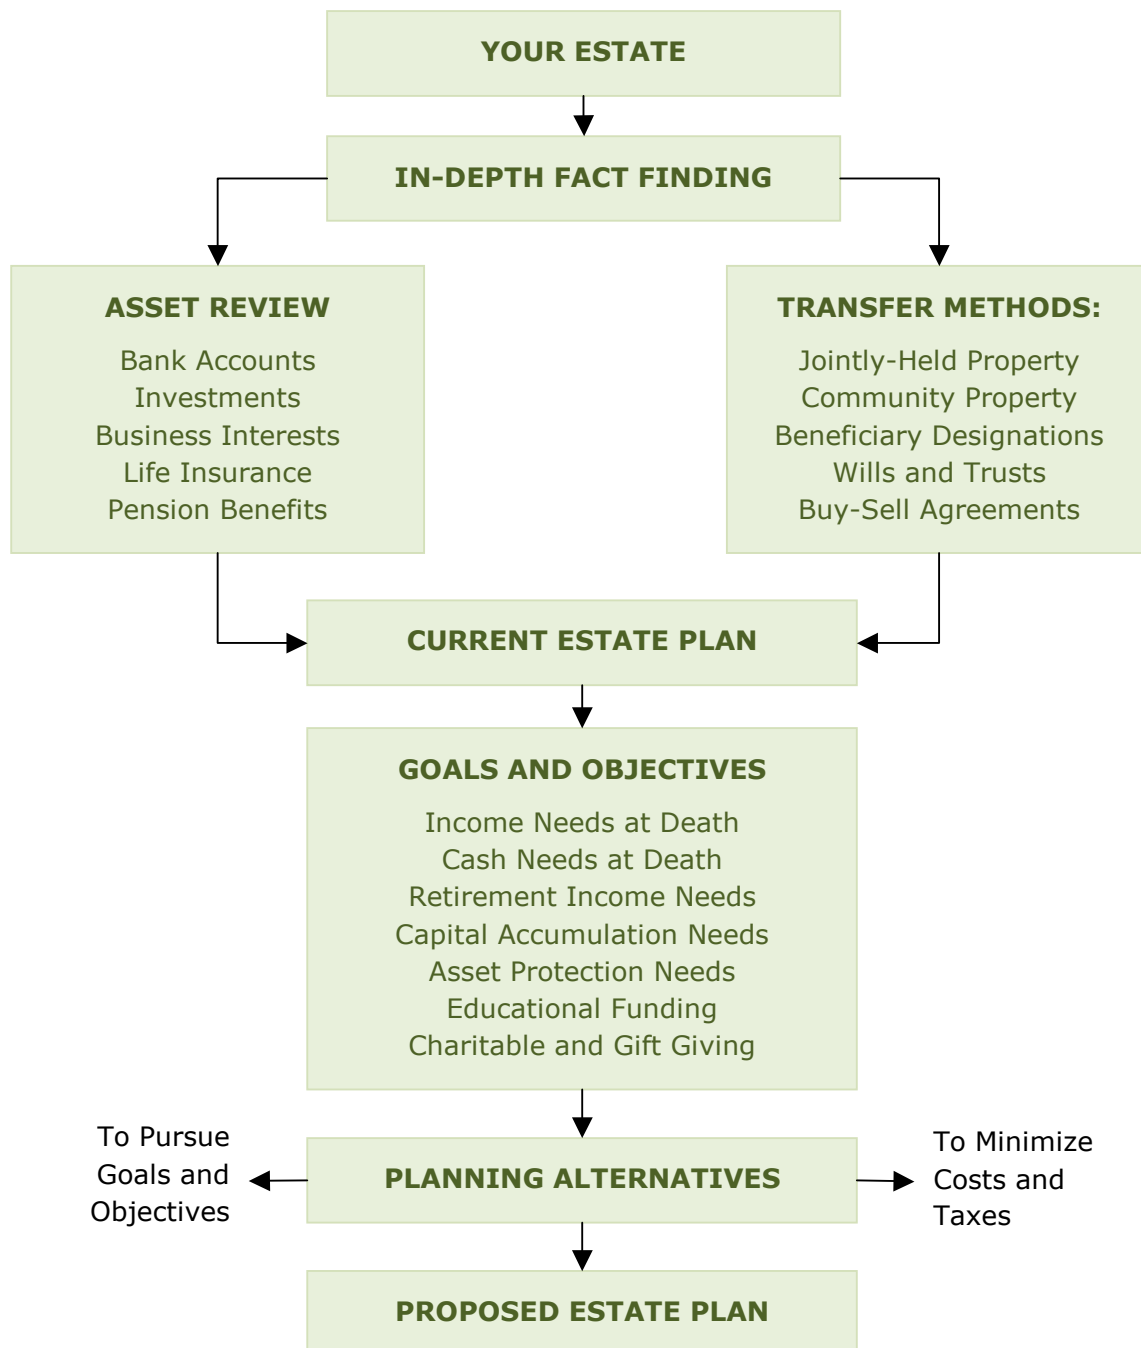 YOUR ESTATE
IN-DEPTH FACT FINDING
ASSET REVIEW
Bank Accounts
Investments
Business Interests
Life Insurance
Pension Benefits
TRANSFER METHODS:
Jointly-Held Property
Community Property
Beneficiary Designations
Wills and Trusts
Buy-Sell Agreements
CURRENT ESTATE PLAN
GOALS AND OBJECTIVES
Income Needs at Death
Cash Needs at Death
Retirement Income Needs
Capital Accumulation Needs
Asset Protection Needs
Educational Funding
Charitable and Gift Giving
To Pursue
Goals and
Objectives
PLANNING ALTERNATIVES
To Minimize
Costs and
Taxes
PROPOSED ESTATE PLAN